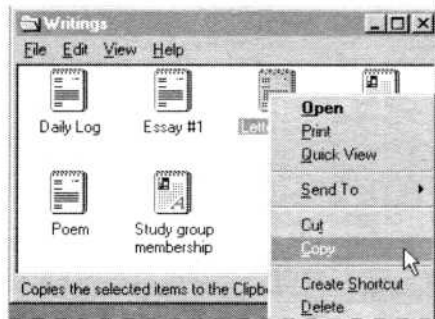 Writings
File Edit View Help
Daily Log
Essay #1
Lett
Poem
Study group
membership
Open
Print
Quick View
Send To
Cut
Copy
Create Shortcut
Delete
Copies the selected items to the Clipb